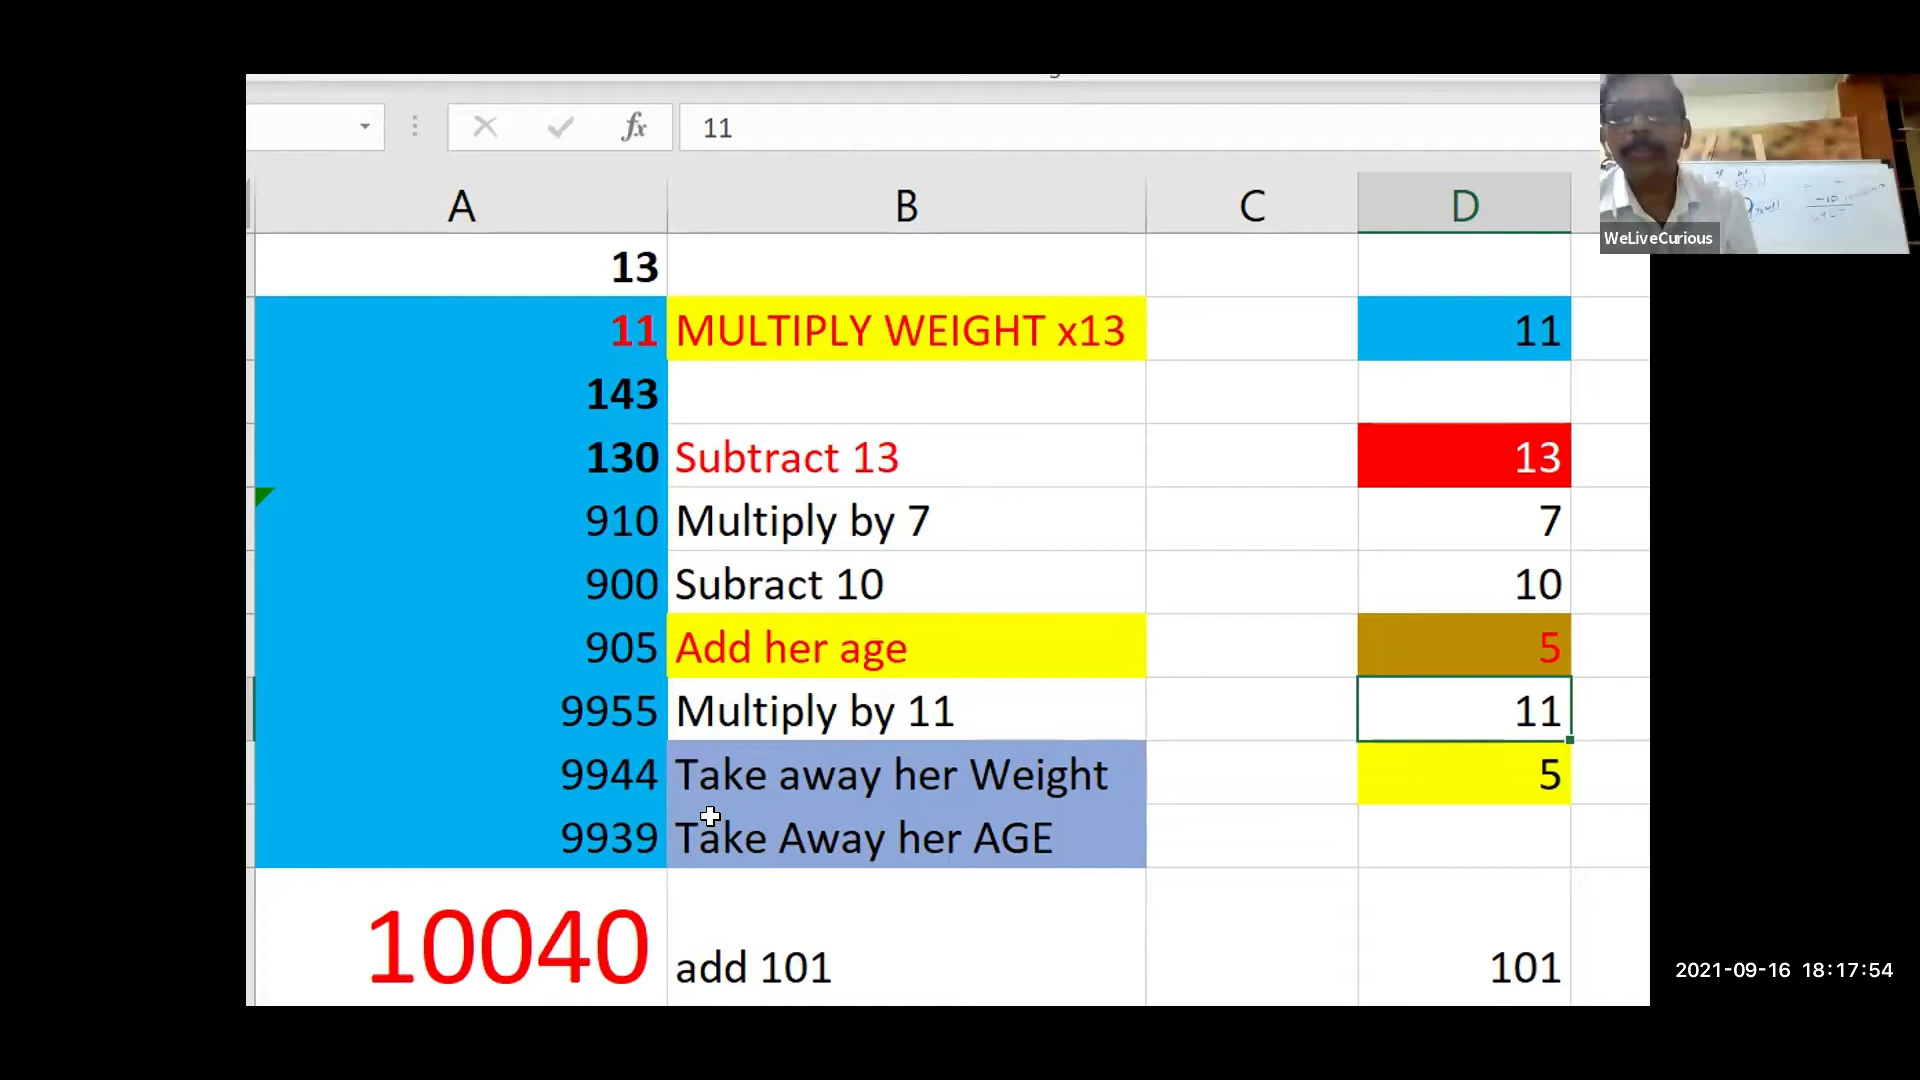 fx 11
A B C D
13
11 MULTIPLY WEIGHT x13 11
143
130 Subtract 13 13
910 Multiply by 7 7
900 Subract 10 10
905 Add her age 5
9955 Multiply by 11 11
9944 Take away her Weight 5
9939 Take Away her AGE
10040 add 101 101
WeLiveCurious
2021-09-16 18:17:54